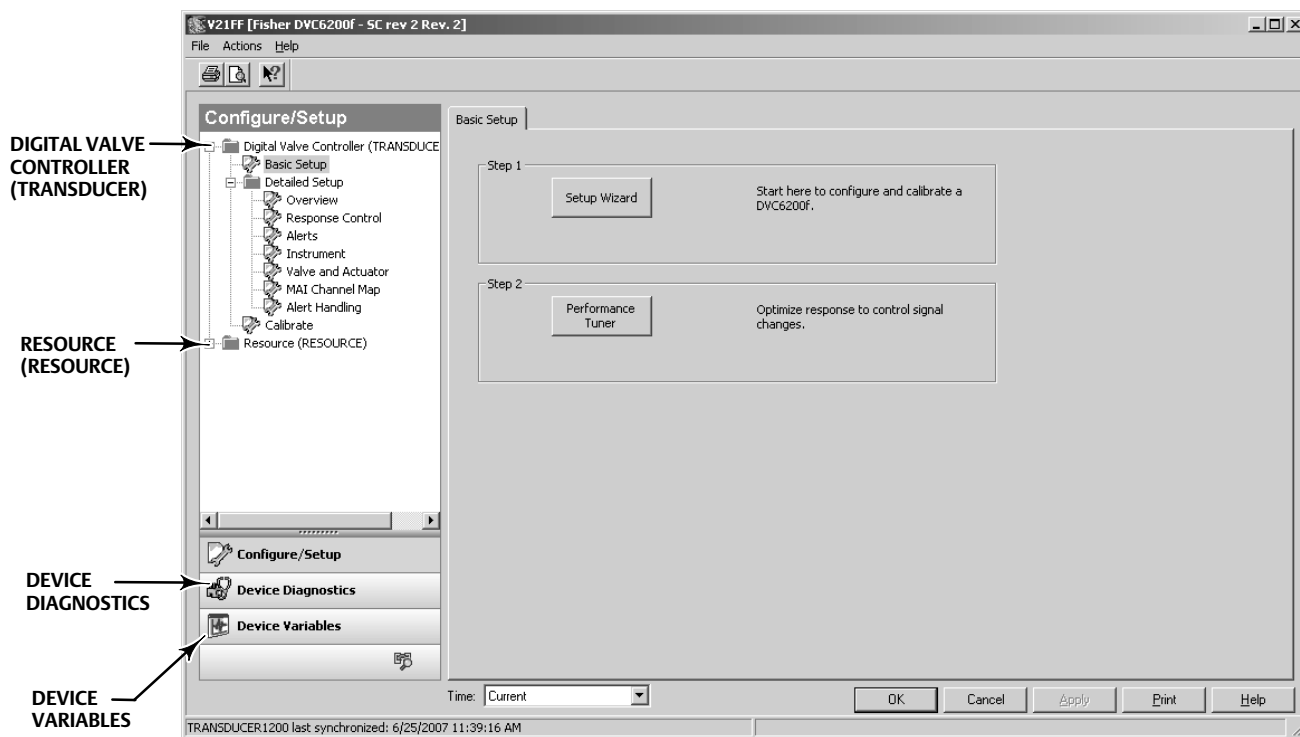 V21FF [Fisher DVC6200f - SC rev 2 Rev. 2]
File Actions Help
Configure/Setup
Basic Setup
DIGITAL VALVE
CONTROLLER
(TRANSDUCER)
Digital Valve Controller (TRANSDUCE
Basic Setup
Detailed Setup
Overview
Response Control
Alerts
Instrument
Valve and Actuator
MAI Channel Map
Alert Handling
Calibrate
RESOURCE
(RESOURCE)
Resource (RESOURCE)
Step 1
Setup Wizard
Start here to configure and calibrate a
DVC6200f.
Step 2
Performance
Tuner
Optimize response to control signal
changes.
Configure/Setup
DEVICE
DIAGNOSTICS
Device Diagnostics
Device Variables
DEVICE
VARIABLES
Time: Current
OK Cancel Apply Print Help
TRANSDUCER1200 last synchronized: 6/25/2007 11:39:16 AM